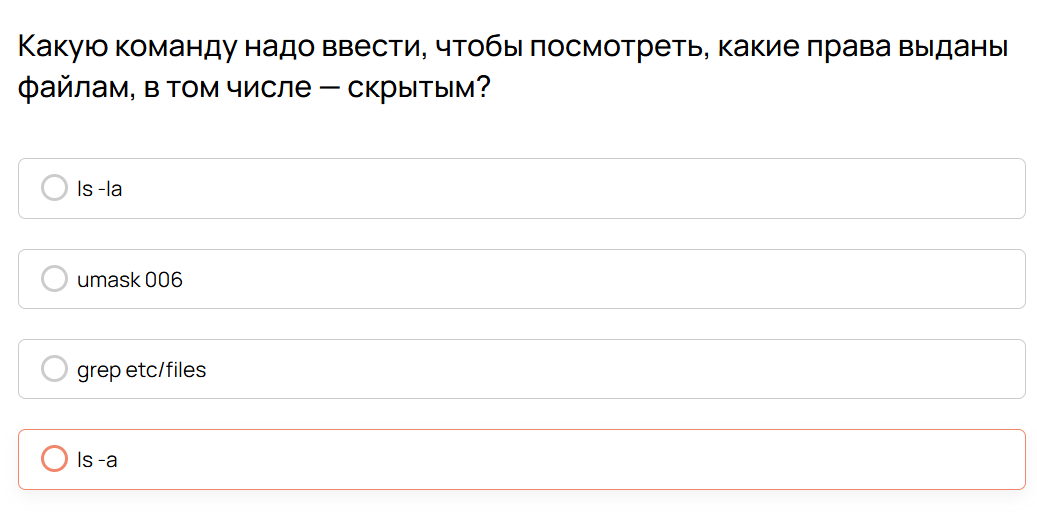 Какую команду надо ввести, чтобы посмотреть, какие права выданы
файлам, в том числе — скрытым?
ls -la
umask 006
grep etc/files
ls -a